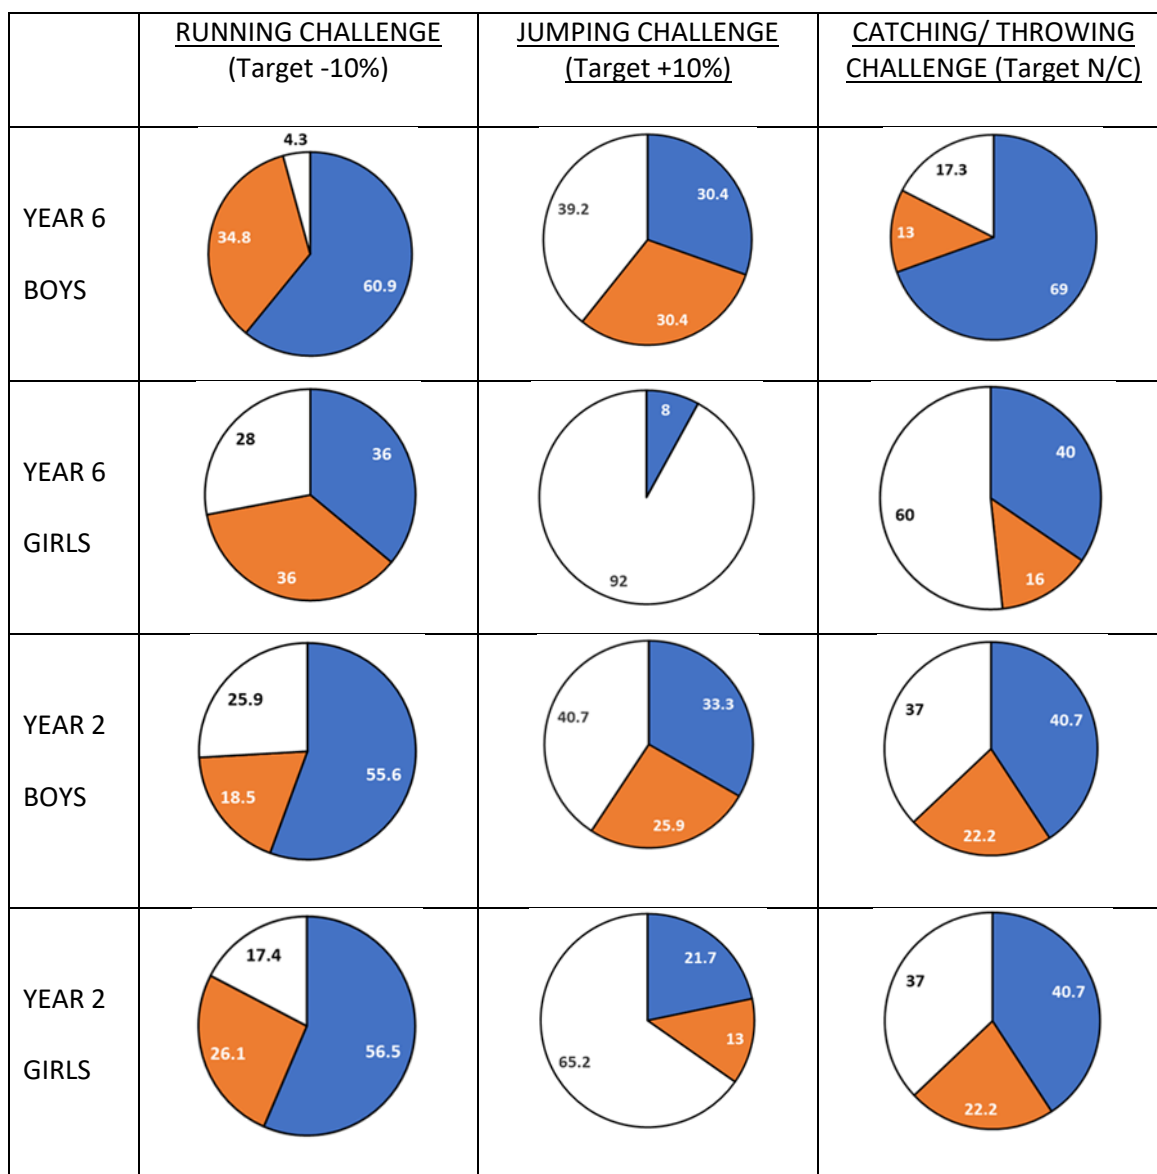 RUNNING CHALLENGE
(Target -10%)
JUMPING CHALLENGE
(Target +10%)
CATCHING/ THROWING
CHALLENGE (Target N/C)
YEAR 6
BOYS
4.3
34.8
60.9
39.2
30.4
30.4
17.3
13
69
YEAR 6
GIRLS
28
36
36
8
92
40
60
16
YEAR 2
BOYS
25.9
55.6
18.5
40.7
33.3
25.9
37
40.7
22.2
YEAR 2
GIRLS
17.4
26.1
56.5
21.7
13
65.2
37
40.7
22.2